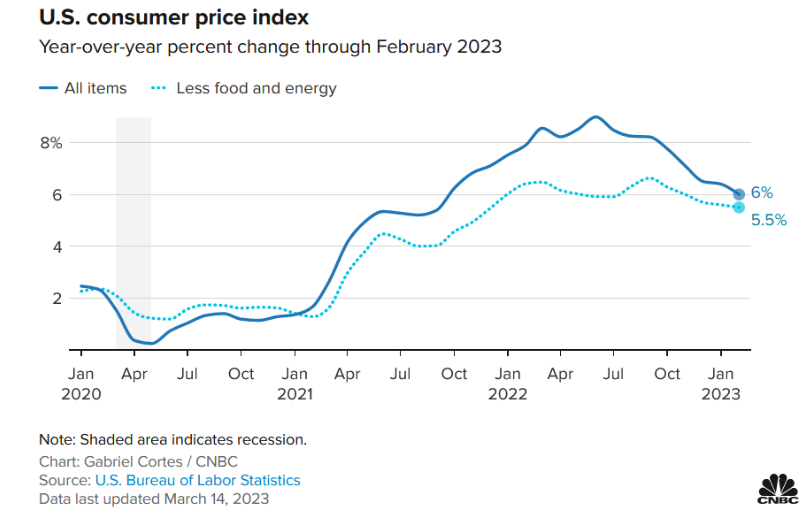 U.S. consumer price index
Year-over-year percent change through February 2023
All items Less food and energy
8%
6
4
2
6%
5.5%
Jan Apr Jul Oct Jan Apr Jul Oct Jan Apr Jul Oct Jan
2020 2021 2022 2023
Note: Shaded area indicates recession.
Chart: Gabriel Cortes / CNBC
Source: U.S. Bureau of Labor Statistics
Data last updated March 14, 2023
CNBC